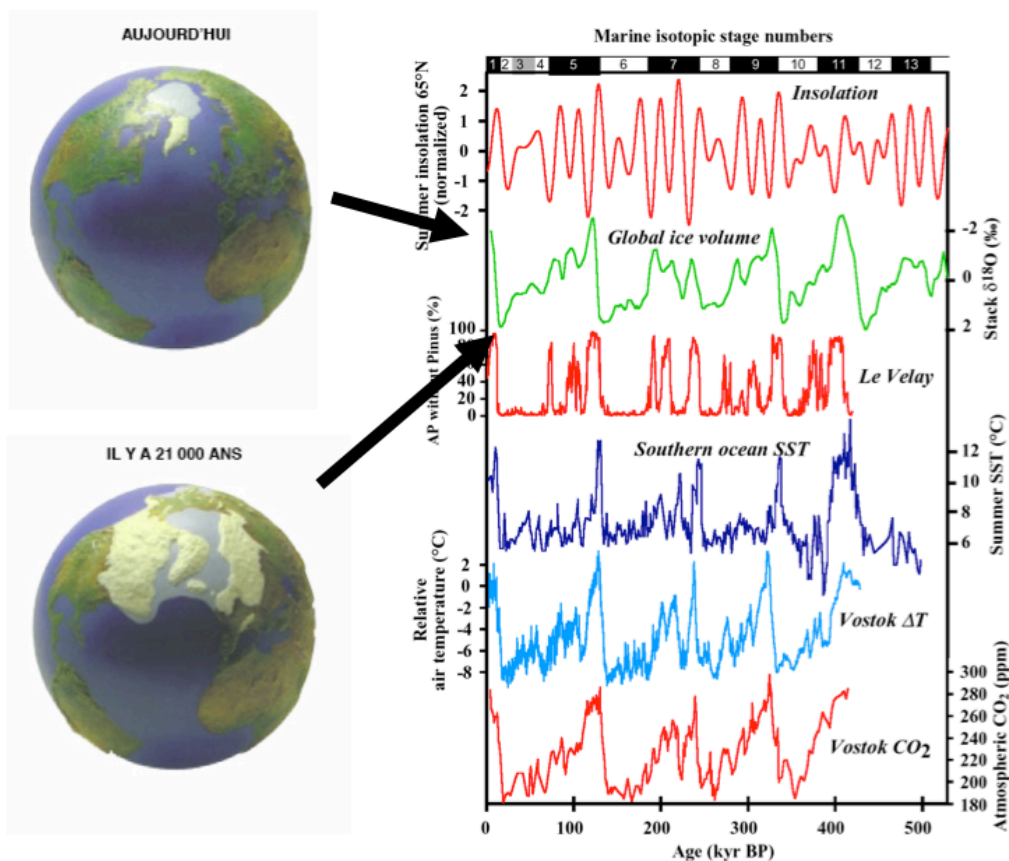 AUJOURD'HUI
IL Y A 21 000 ANS
Marine isotopic stage numbers
1 2 3 4 5 6 7 8 9 10 11 12 13
Summer insolation 65°N
(normalized)
2
1
0
-1
-2
Insolation
Global ice volume
-2
0
2
Stack δ¹⁸O (‰)
AP without Pinus (%)
100
60
40
20
0
Le Velay
Southern ocean SST
12
10
8
6
Summer SST (°C)
Relative
air temperature (°C)
2
0
-2
-4
-6
-8
Vostok ΔT
300
280
260
240
220
200
180
Atmospheric CO₂ (ppm)
Vostok CO₂
0 100 200 300 400 500
Age (kyr BP)